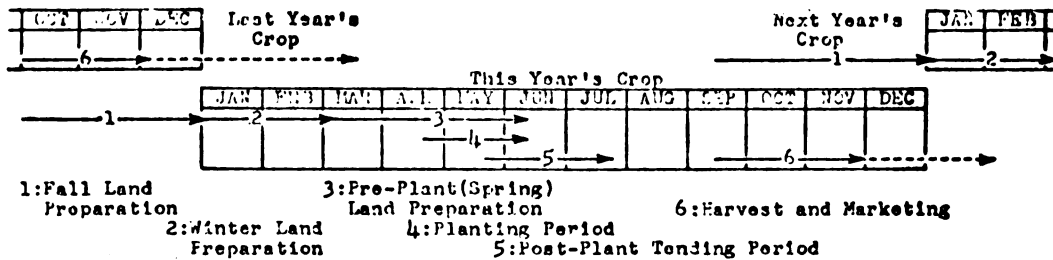 OCT NOV DEC Last Year's Crop
Next Year's Crop JAN FEB
6
1 2
This Year's Crop
JAN FEB MAR APR MAY JUN JUL AUG SEP OCT NOV DEC
1 2 3
4
5 6
1:Fall Land Preparation
2:Winter Land Preparation
3:Pre-Plant(Spring) Land Preparation
4:Planting Period
5:Post-Plant Tending Period
6:Harvest and Marketing